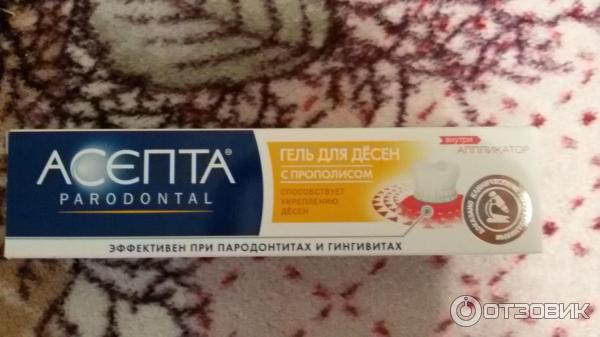 АСЕПТА®
PARODONTAL
ГЕЛЬ ДЛЯ ДЁСЕН
С ПРОПОЛИСОМ
СПОСОБСТВУЕТ
УКРЕПЛЕНИЮ
ДЁСЕН
внутри
АППЛИКАТОР
ЭФФЕКТИВЕН ПРИ ПАРОДОНТИТАХ И ГИНГИВИТАХ
ОТЗОВИК